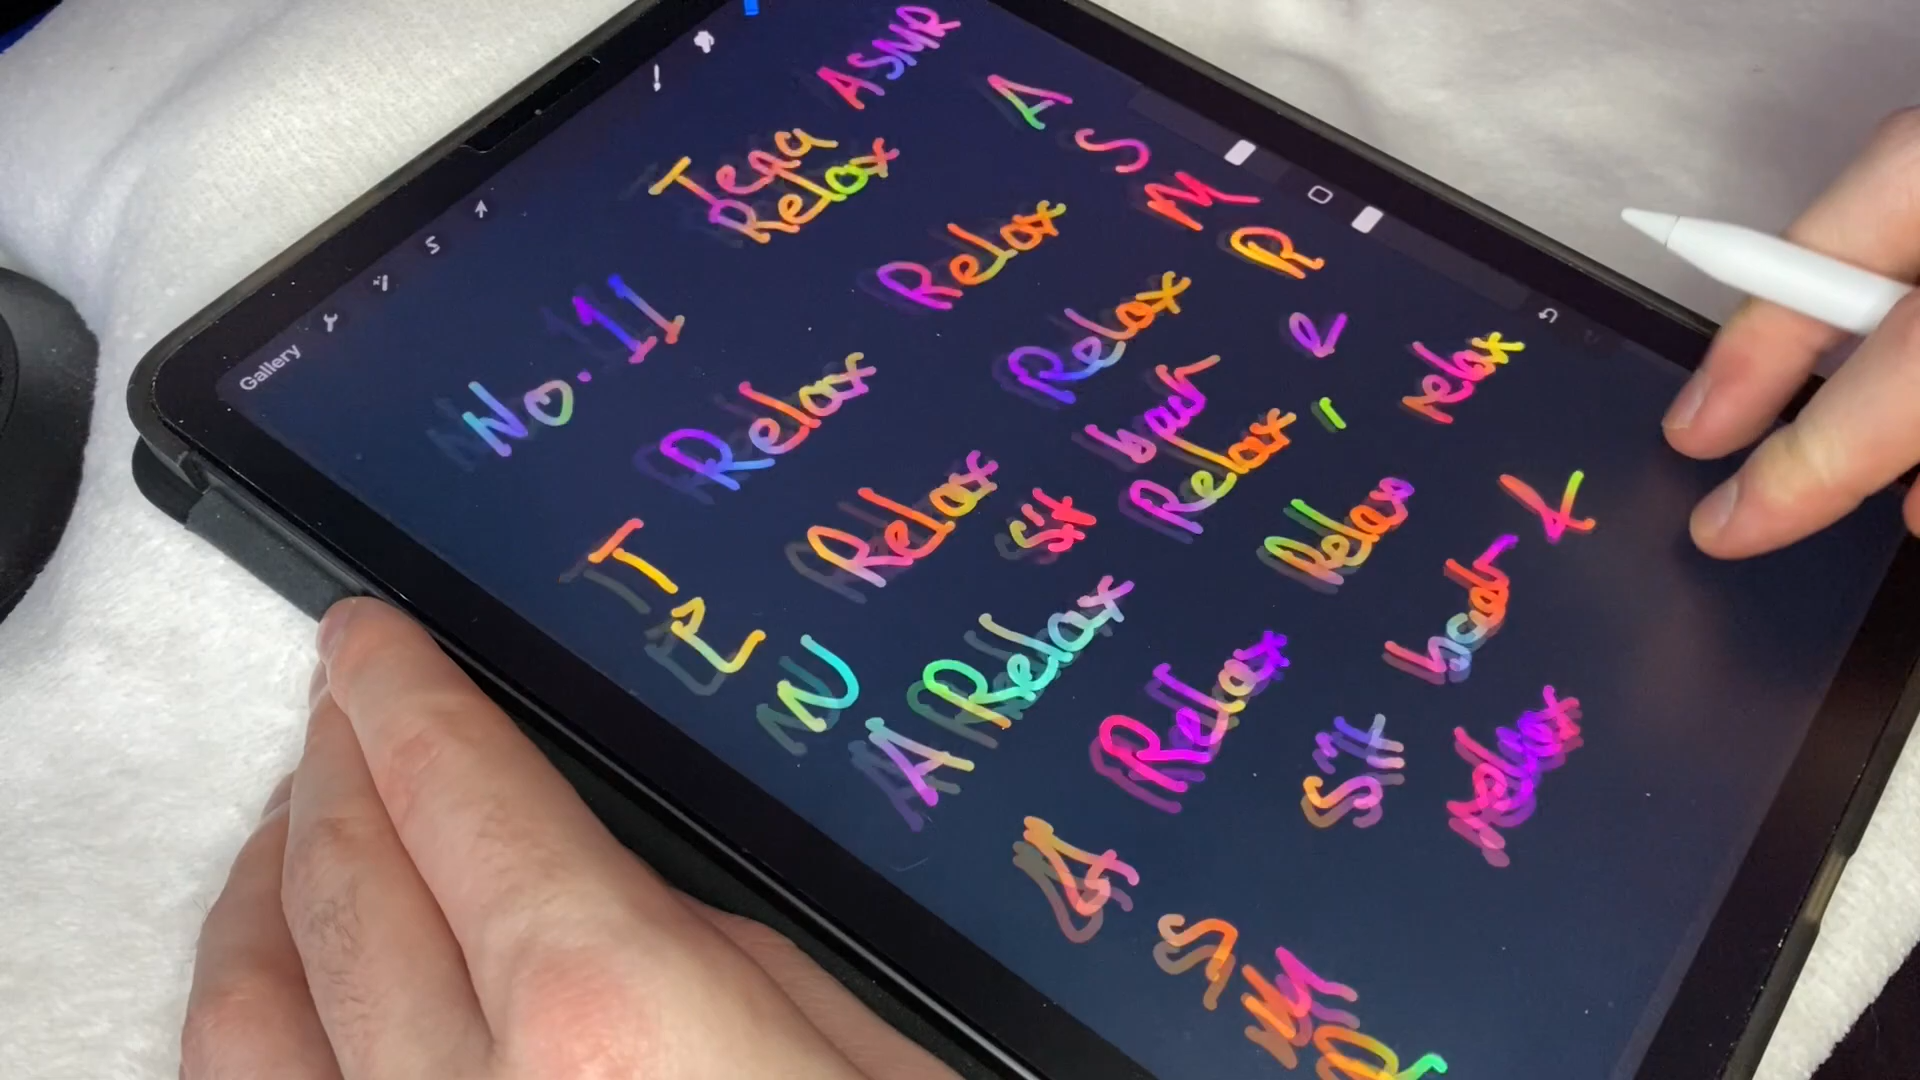 Gallery
S
No. 11
Tega ASMR
Relax
Relax
Relax
Relax
Relax
Relax
Relax
Relax
Relax
relax
relax
Sit
back
Sit
back
&
T
E
N
A
A
S
M
R
A
S
M
R